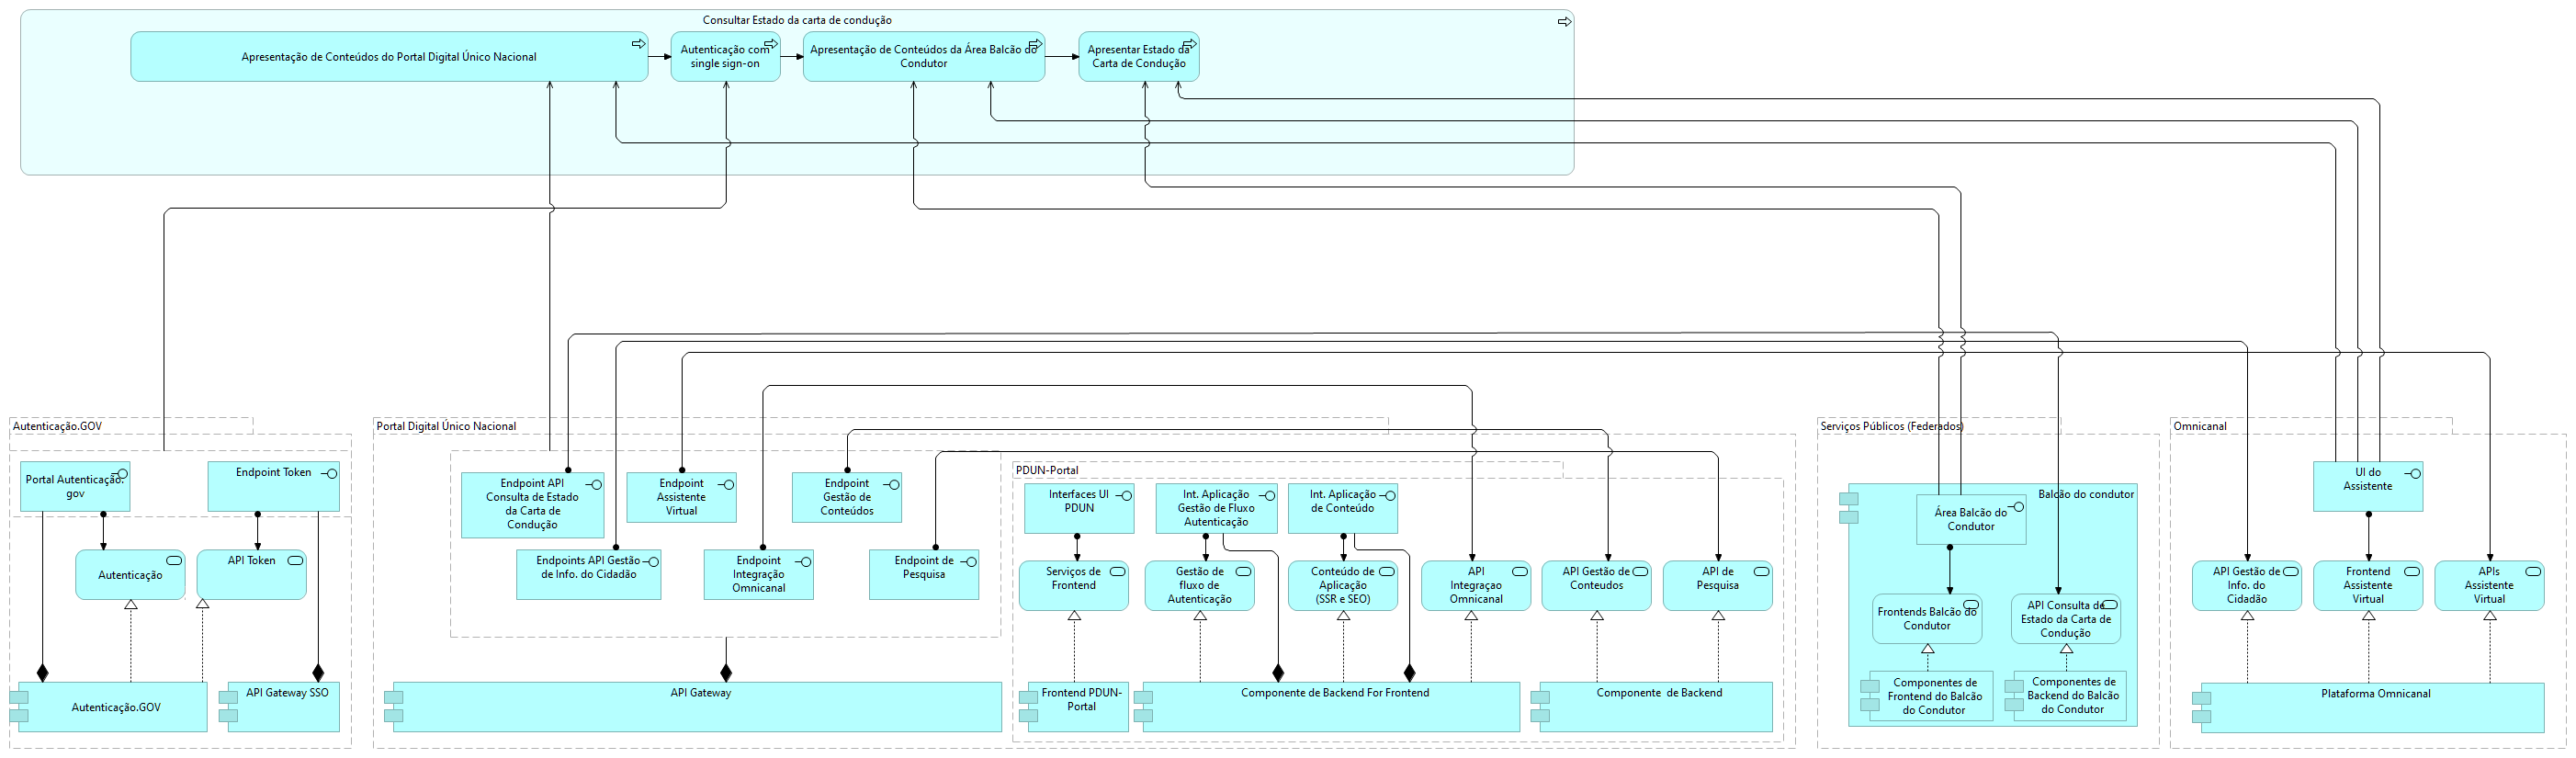 Consultar Estado da carta de condução
Apresentação de Conteúdos do Portal Digital Único Nacional
Autenticação com
single sign-on
Apresentação de Conteúdos da Área Balcão do
Condutor
Apresentar Estado da
Carta de Condução
Autenticação.GOV
Portal Autenticação.
gov
Endpoint Token
Autenticação
API Token
Autenticação.GOV
API Gateway SSO
Portal Digital Único Nacional
Endpoint API
Consulta de Estado
da Carta de
Condução
Endpoint
Assistente
Virtual
Endpoint
Gestão de
Conteúdos
Endpoints API Gestão
de Info. do Cidadão
Endpoint
Integração
Omnicanal
Endpoint de
Pesquisa
API Gateway
PDUN-Portal
Interfaces UI
PDUN
Int. Aplicação
Gestão de Fluxo
Autenticação
Int. Aplicação
de Conteúdo
Serviços de
Frontend
Gestão de
fluxo de
Autenticação
Conteúdo de
Aplicação
(SSR e SEO)
API
Integraçao
Omnicanal
API Gestão de
Conteudos
API de
Pesquisa
Frontend PDUN-
Portal
Componente de Backend For Frontend
Componente de Backend
Serviços Públicos (Federados)
Balcão do condutor
Área Balcão do
Condutor
Frontends Balcão do
Condutor
API Consulta de
Estado da Carta de
Condução
Componentes de
Frontend do Balcão
do Condutor
Componentes de
Backend do Balcão
do Condutor
Omnicanal
UI do
Assistente
API Gestão de
Info. do
Cidadão
Frontend
Assistente
Virtual
APIs
Assistente
Virtual
Plataforma Omnicanal